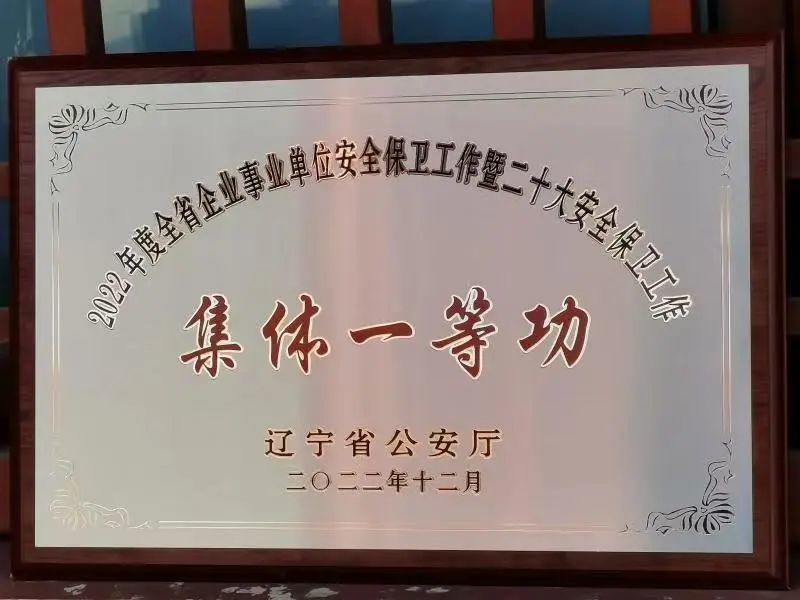 2022年度全省企业事业单位安全保卫工作暨二十大安全保卫工作
集体一等功
辽宁省公安厅
二〇二二年十二月